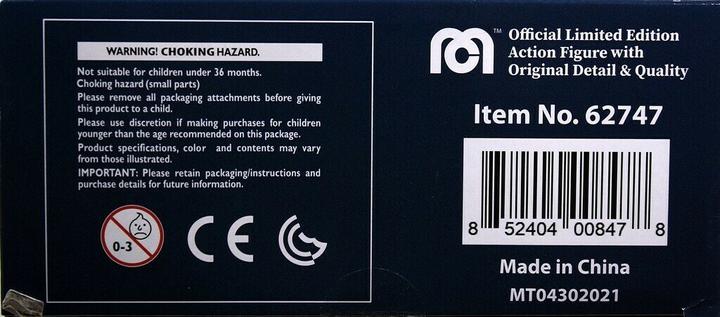 WARNING! CHOKING HAZARD.
Not suitable for children under 36 months.
Choking hazard (small parts)
Please remove all packaging attachments before giving
this product to a child.
Please use discretion if making purchases for children
younger than the age recommended on this package.
Product specifications, color and contents may vary
from those illustrated.
IMPORTANT: Please retain packaging/instructions and
purchase details for future information.
0-3
CE
TM
Official Limited Edition
Action Figure with
Original Detail & Quality
Item No. 62747
8 52404 00847 8
Made in China
MT04302021